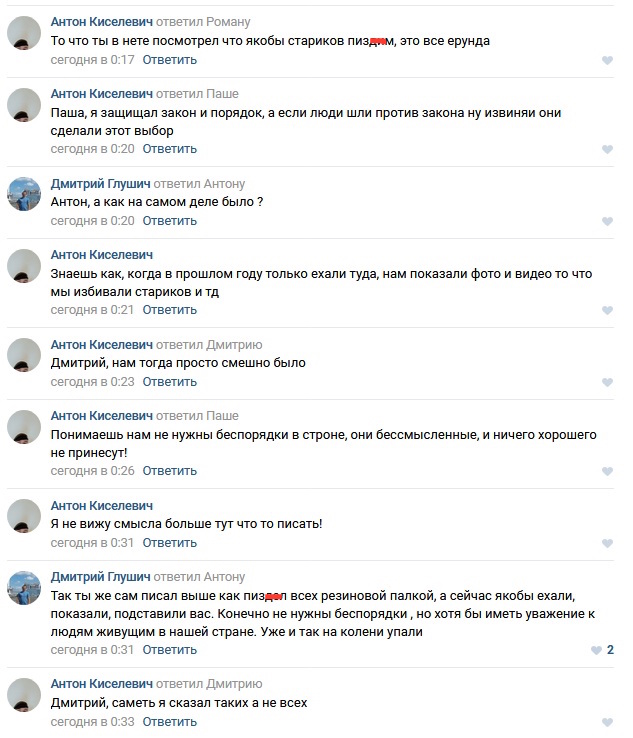 Антон Киселевич ответил Роману
То что ты в нете посмотрел что якобы стариков пиздим, это все ерунда
сегодня в 0:17 Ответить
Антон Киселевич ответил Паше
Паша, я защищал закон и порядок, а если люди шли против закона ну извиняи они
сделали этот выбор
сегодня в 0:20 Ответить
Дмитрий Глушич ответил Антону
Антон, а как на самом деле было ?
сегодня в 0:20 Ответить
Антон Киселевич
Знаешь как, когда в прошлом году только ехали туда, нам показали фото и видео то что
мы избивали стариков и тд
сегодня в 0:21 Ответить
Антон Киселевич ответил Дмитрию
Дмитрий, нам тогда просто смешно было
сегодня в 0:23 Ответить
Антон Киселевич ответил Паше
Понимаешь нам не нужны беспорядки в строне, они бессмысленные, и ничего хорошего
не принесут!
сегодня в 0:26 Ответить
Антон Киселевич
Я не вижу смысла больше тут что то писать!
сегодня в 0:31 Ответить
Дмитрий Глушич ответил Антону
Так ты же сам писал выше как пиздел всех резиновой палкой, а сейчас якобы ехали,
показали, подставили вас. Конечно не нужны беспорядки , но хотя бы иметь уважение к
людям живущим в нашей стране. Уже и так на колени упали
сегодня в 0:31 Ответить 2
Антон Киселевич ответил Дмитрию
Дмитрий, саметь я сказал таких а не всех
сегодня в 0:33 Ответить